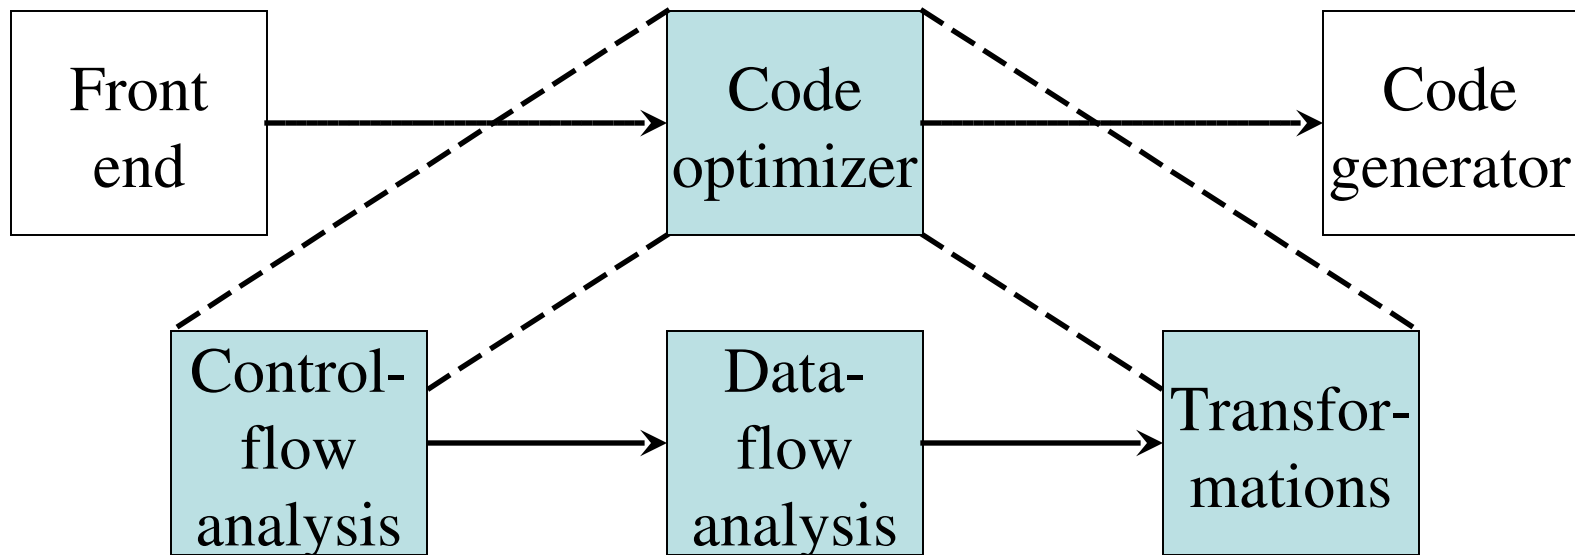 Front
end
Code
optimizer
Code
generator
Control-
flow
analysis
Data-
flow
analysis
Transfor-
mations